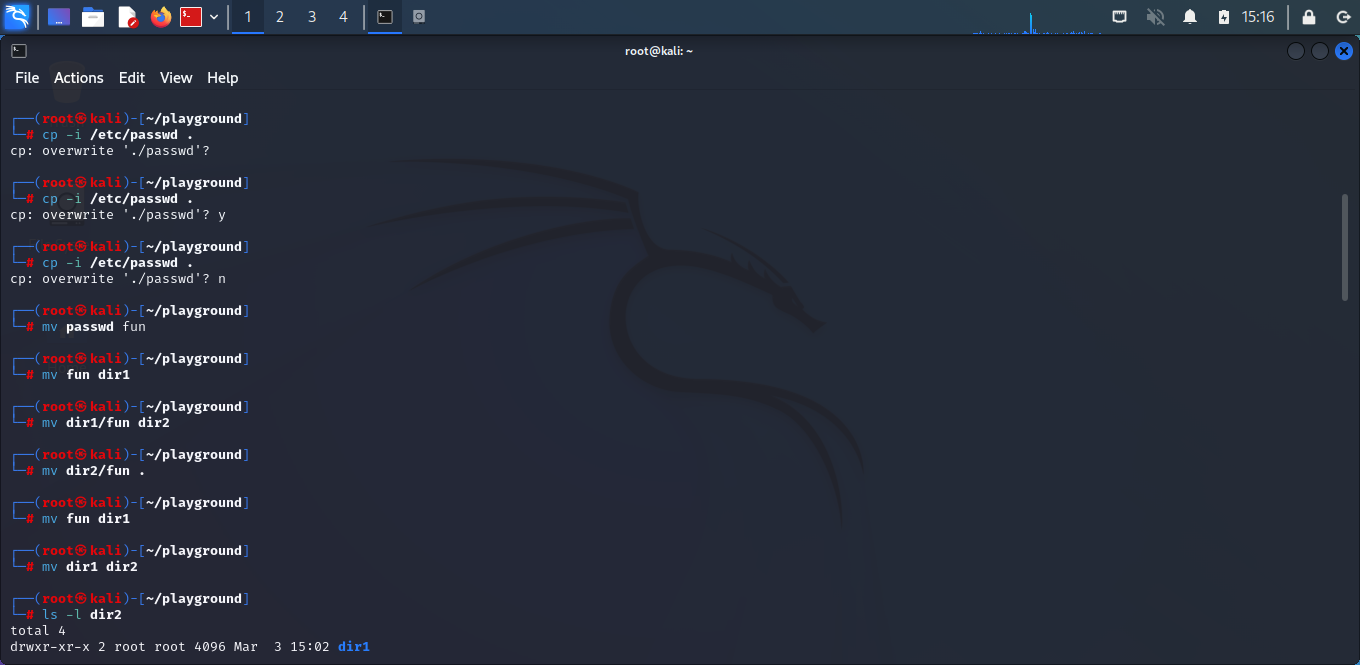 1 2 3 4 15:16
root@kali: ~
File Actions Edit View Help
┌──(root㉿kali)-[~/playground]
└─# cp -i /etc/passwd .
cp: overwrite './passwd'?
┌──(root㉿kali)-[~/playground]
└─# cp -i /etc/passwd .
cp: overwrite './passwd'? y
┌──(root㉿kali)-[~/playground]
└─# cp -i /etc/passwd .
cp: overwrite './passwd'? n
┌──(root㉿kali)-[~/playground]
└─# mv passwd fun
┌──(root㉿kali)-[~/playground]
└─# mv fun dir1
┌──(root㉿kali)-[~/playground]
└─# mv dir1/fun dir2
┌──(root㉿kali)-[~/playground]
└─# mv dir2/fun .
┌──(root㉿kali)-[~/playground]
└─# mv fun dir1
┌──(root㉿kali)-[~/playground]
└─# mv dir1 dir2
┌──(root㉿kali)-[~/playground]
└─# ls -l dir2
total 4
drwxr-xr-x 2 root root 4096 Mar  3 15:02 dir1